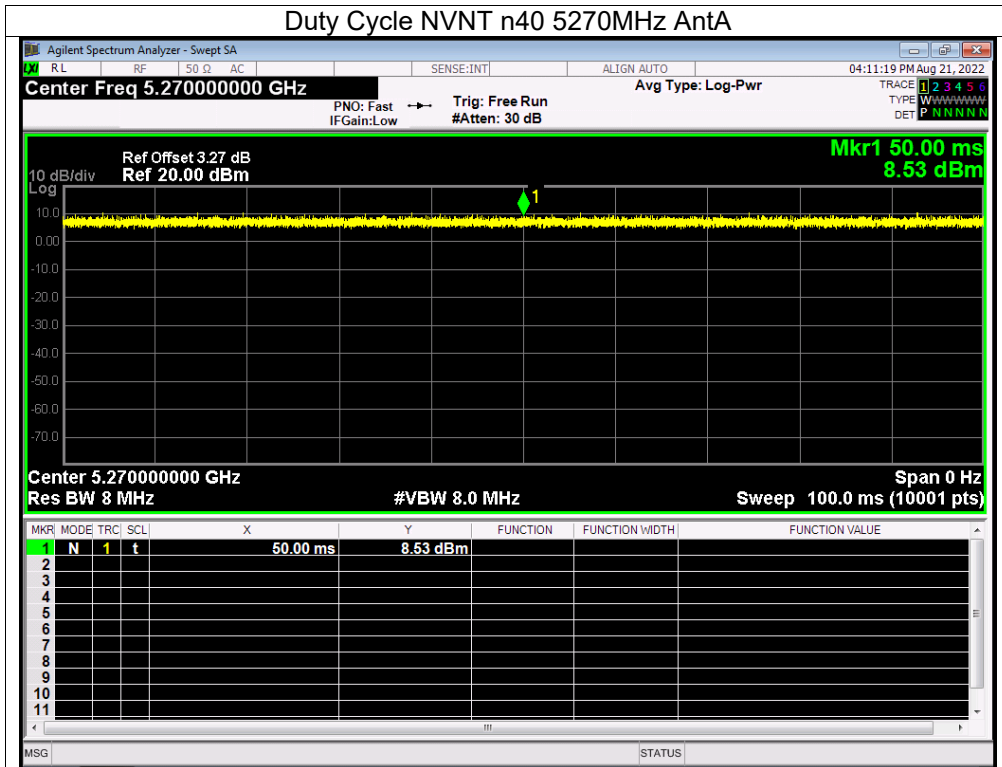 Duty Cycle NVNT n40 5270MHz AntA
Agilent Spectrum Analyzer - Swept SA
LXI RL RF 50 Ω AC SENSE:INT ALIGN AUTO 04:11:19 PM Aug 21, 2022
Center Freq 5.270000000 GHz Avg Type: Log-Pwr TRACE 1 2 3 4 5 6
PNO: Fast Trig: Free Run TYPE WWWWWW
IFGain:Low #Atten: 30 dB DET P N N N N N
Mkr1 50.00 ms
Ref Offset 3.27 dB
10 dB/div Ref 20.00 dBm 8.53 dBm
Log
1
10.0
0.00
-10.0
-20.0
-30.0
-40.0
-50.0
-60.0
-70.0
Center 5.270000000 GHz Span 0 Hz
Res BW 8 MHz #VBW 8.0 MHz Sweep 100.0 ms (10001 pts)
MKR MODE TRC SCL X Y FUNCTION FUNCTION WIDTH FUNCTION VALUE
1 N 1 t 50.00 ms 8.53 dBm
2
3
4
5
6
7
8
9
10
11
MSG STATUS